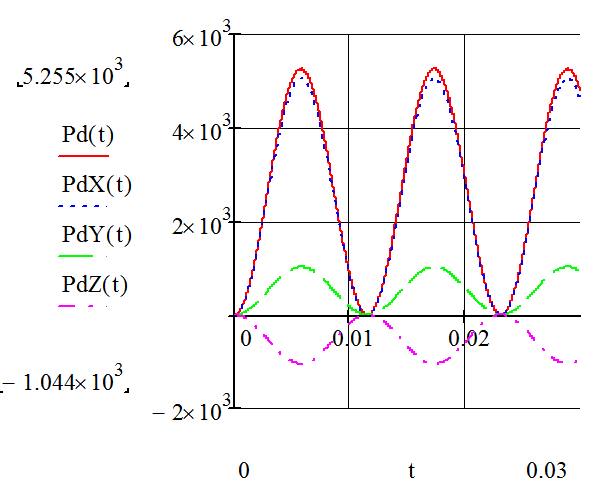 6×10³
5.255×10³
Pd(t)
4×10³
PdX(t)
PdY(t)
2×10³
PdZ(t)
0 0.01 0.02
− 1.044×10³
− 2×10³
0 t 0.03